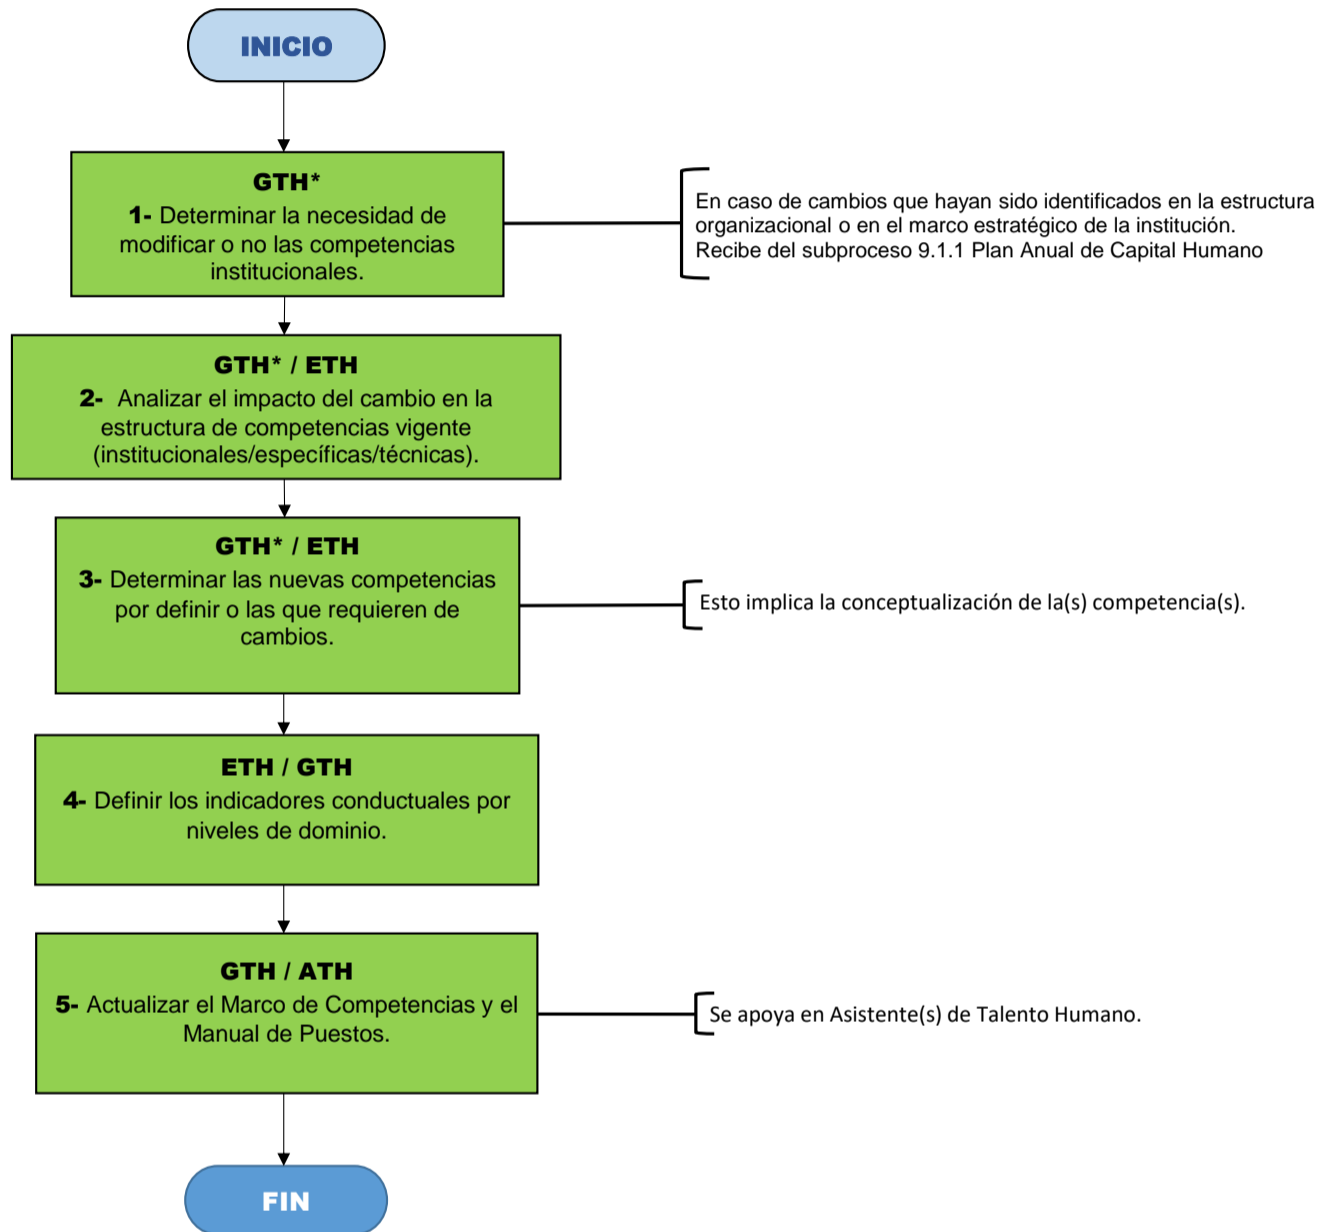 INICIO
GTH*
1- Determinar la necesidad de
modificar o no las competencias
institucionales.
En caso de cambios que hayan sido identificados en la estructura
organizacional o en el marco estratégico de la institución.
Recibe del subproceso 9.1.1 Plan Anual de Capital Humano
GTH* / ETH
2- Analizar el impacto del cambio en la
estructura de competencias vigente
(institucionales/específicas/técnicas).
GTH* / ETH
3- Determinar las nuevas competencias
por definir o las que requieren de
cambios.
Esto implica la conceptualización de la(s) competencia(s).
ETH / GTH
4- Definir los indicadores conductuales por
niveles de dominio.
GTH / ATH
5- Actualizar el Marco de Competencias y el
Manual de Puestos.
Se apoya en Asistente(s) de Talento Humano.
FIN